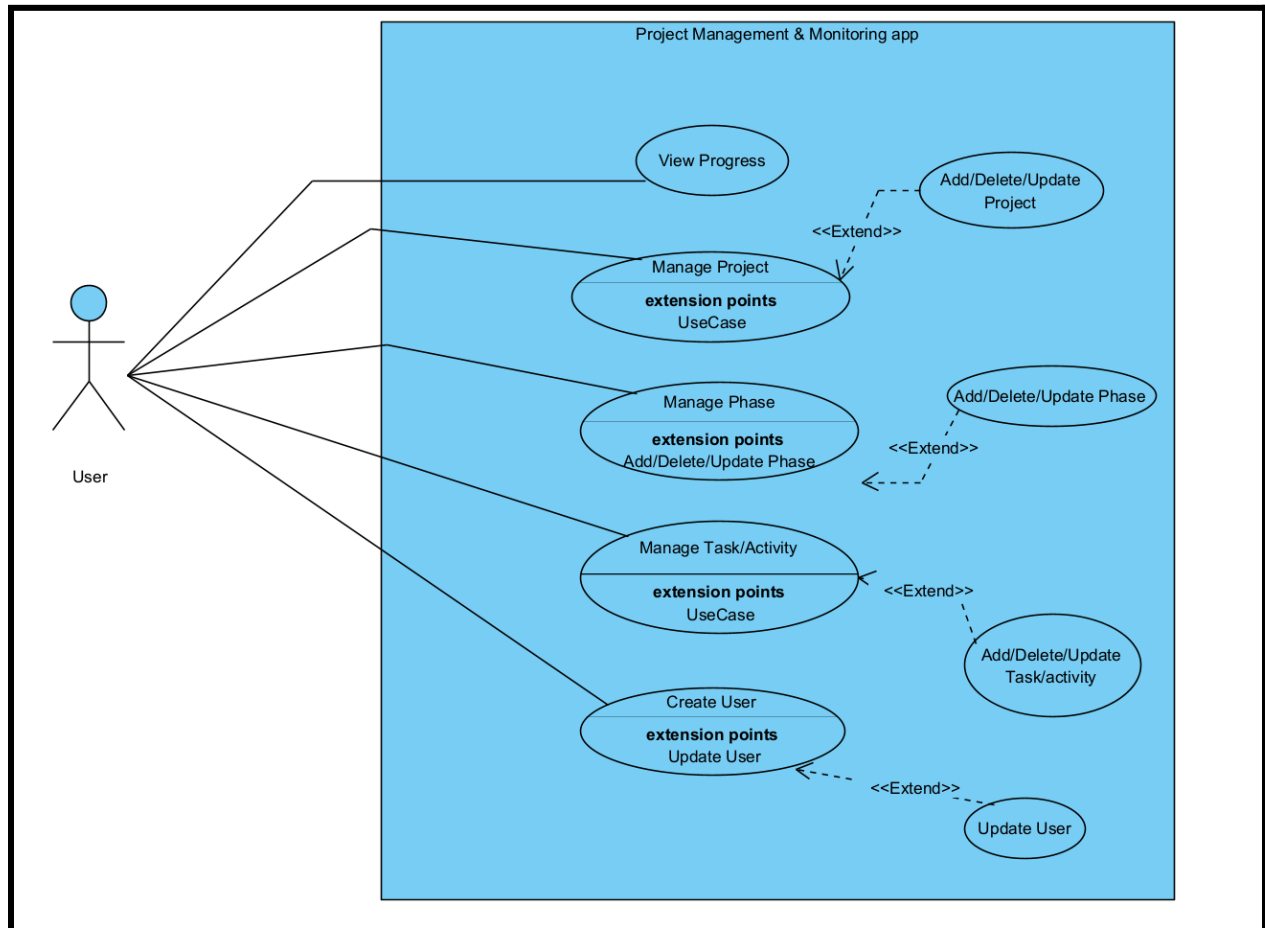 Project Management & Monitoring app
View Progress
Add/Delete/Update
Project
<<Extend>>
Manage Project
extension points
UseCase
Manage Phase
extension points
Add/Delete/Update Phase
Add/Delete/Update Phase
<<Extend>>
User
Manage Task/Activity
extension points
UseCase
<<Extend>>
Add/Delete/Update
Task/activity
Create User
extension points
Update User
<<Extend>>
Update User